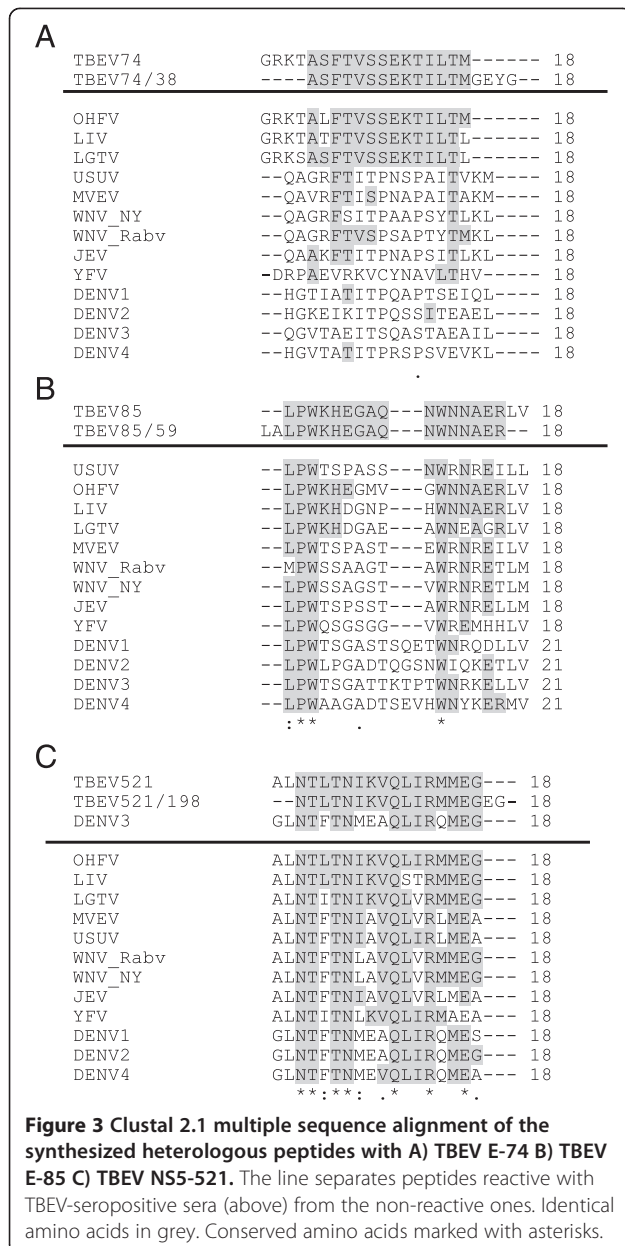 A
TBEV74 GRKTASFTVSSEKTILTM------ 18
TBEV74/38 ----ASFTVSSEKTILTMGEYG-- 18
OHFV GRKTALFTVSSEKTILTM------ 18
LIV GRKTATFTVSSEKTILTL------ 18
LGTV GRKSASFTVSSEKTILTL------ 18
USUV --QAGRFTITPNSPAITVKM---- 18
MVEV --QAVRFTISPNAPAITAKM---- 18
WNV_NY --QAGRFSITPAAPSYTLKL---- 18
WNV_Rabv --QAGRFTVSPSAPTYTMKL---- 18
JEV --QAAKFTITPNAPSITLKL---- 18
YFV -DRPAEVRKVCYNAVLTHV----- 18
DENV1 --HGTIATITPQAPTSEIQL---- 18
DENV2 --HGKEIKITPQSSITEAEL---- 18
DENV3 --QGVTAEITSQASTAEAIL---- 18
DENV4 --HGVTATITPRSPSVEVKL---- 18
.
B
TBEV85 --LPWKHEGAQ---NWNNAERLV 18
TBEV85/59 LALPWKHEGAQ---NWNNAER-- 18
USUV --LPWTSPASS---NWRNREILL 18
OHFV --LPWKHEGMV---GWNNAERLV 18
LIV --LPWKHDGNP---HWNNAERLV 18
LGTV --LPWKHDGAE---AWNEAGRLV 18
MVEV --LPWTSPAST---EWRNREILV 18
WNV_Rabv --MPWSSAAGT---AWRNRETLM 18
WNV_NY --LPWSSAGST---VWRNRETLM 18
JEV --LPWTSPSST---AWRNRELLM 18
YFV --LPWQSGSGG---VWREMHHLV 18
DENV1 --LPWTSGASTSQETWNRQDLLV 21
DENV2 --LPWLPGADTQGSNWIQKETLV 21
DENV3 --LPWTSGATTKTPTWNRKELLV 21
DENV4 --LPWAAGADTSEVHWNYKERMV 21
:** . *
C
TBEV521 ALNTLTNIKVQLIRMMEG--- 18
TBEV521/198 --NTLTNIKVQLIRMMEGEG- 18
DENV3 GLNTFTNMEAQLIRQMEG--- 18
OHFV ALNTLTNIKVQLIRMMEG--- 18
LIV ALNTLTNIKVQSTRMMEG--- 18
LGTV ALNTITNIKVQLVRMMEG--- 18
MVEV ALNTFTNIAVQLVRLMEA--- 18
USUV ALNTFTNIAVQLIRLMEA--- 18
WNV_Rabv ALNTFTNLAVQLVRMMEG--- 18
WNV_NY ALNTFTNLAVQLVRMMEG--- 18
JEV ALNTFTNIAVQLVRLMEA--- 18
YFV ALNTITNLKVQLIRMAEA--- 18
DENV1 GLNTFTNMEAQLIRQMES--- 18
DENV2 GLNTFTNMEAQLIRQMEG--- 18
DENV4 GLNTFTNMEVQLIRQMEA--- 18
**:**: .* * *.
Figure 3 Clustal 2.1 multiple sequence alignment of the
synthesized heterologous peptides with A) TBEV E-74 B) TBEV
E-85 C) TBEV NS5-521. The line separates peptides reactive with
TBEV-seropositive sera (above) from the non-reactive ones. Identical
amino acids in grey. Conserved amino acids marked with asterisks.